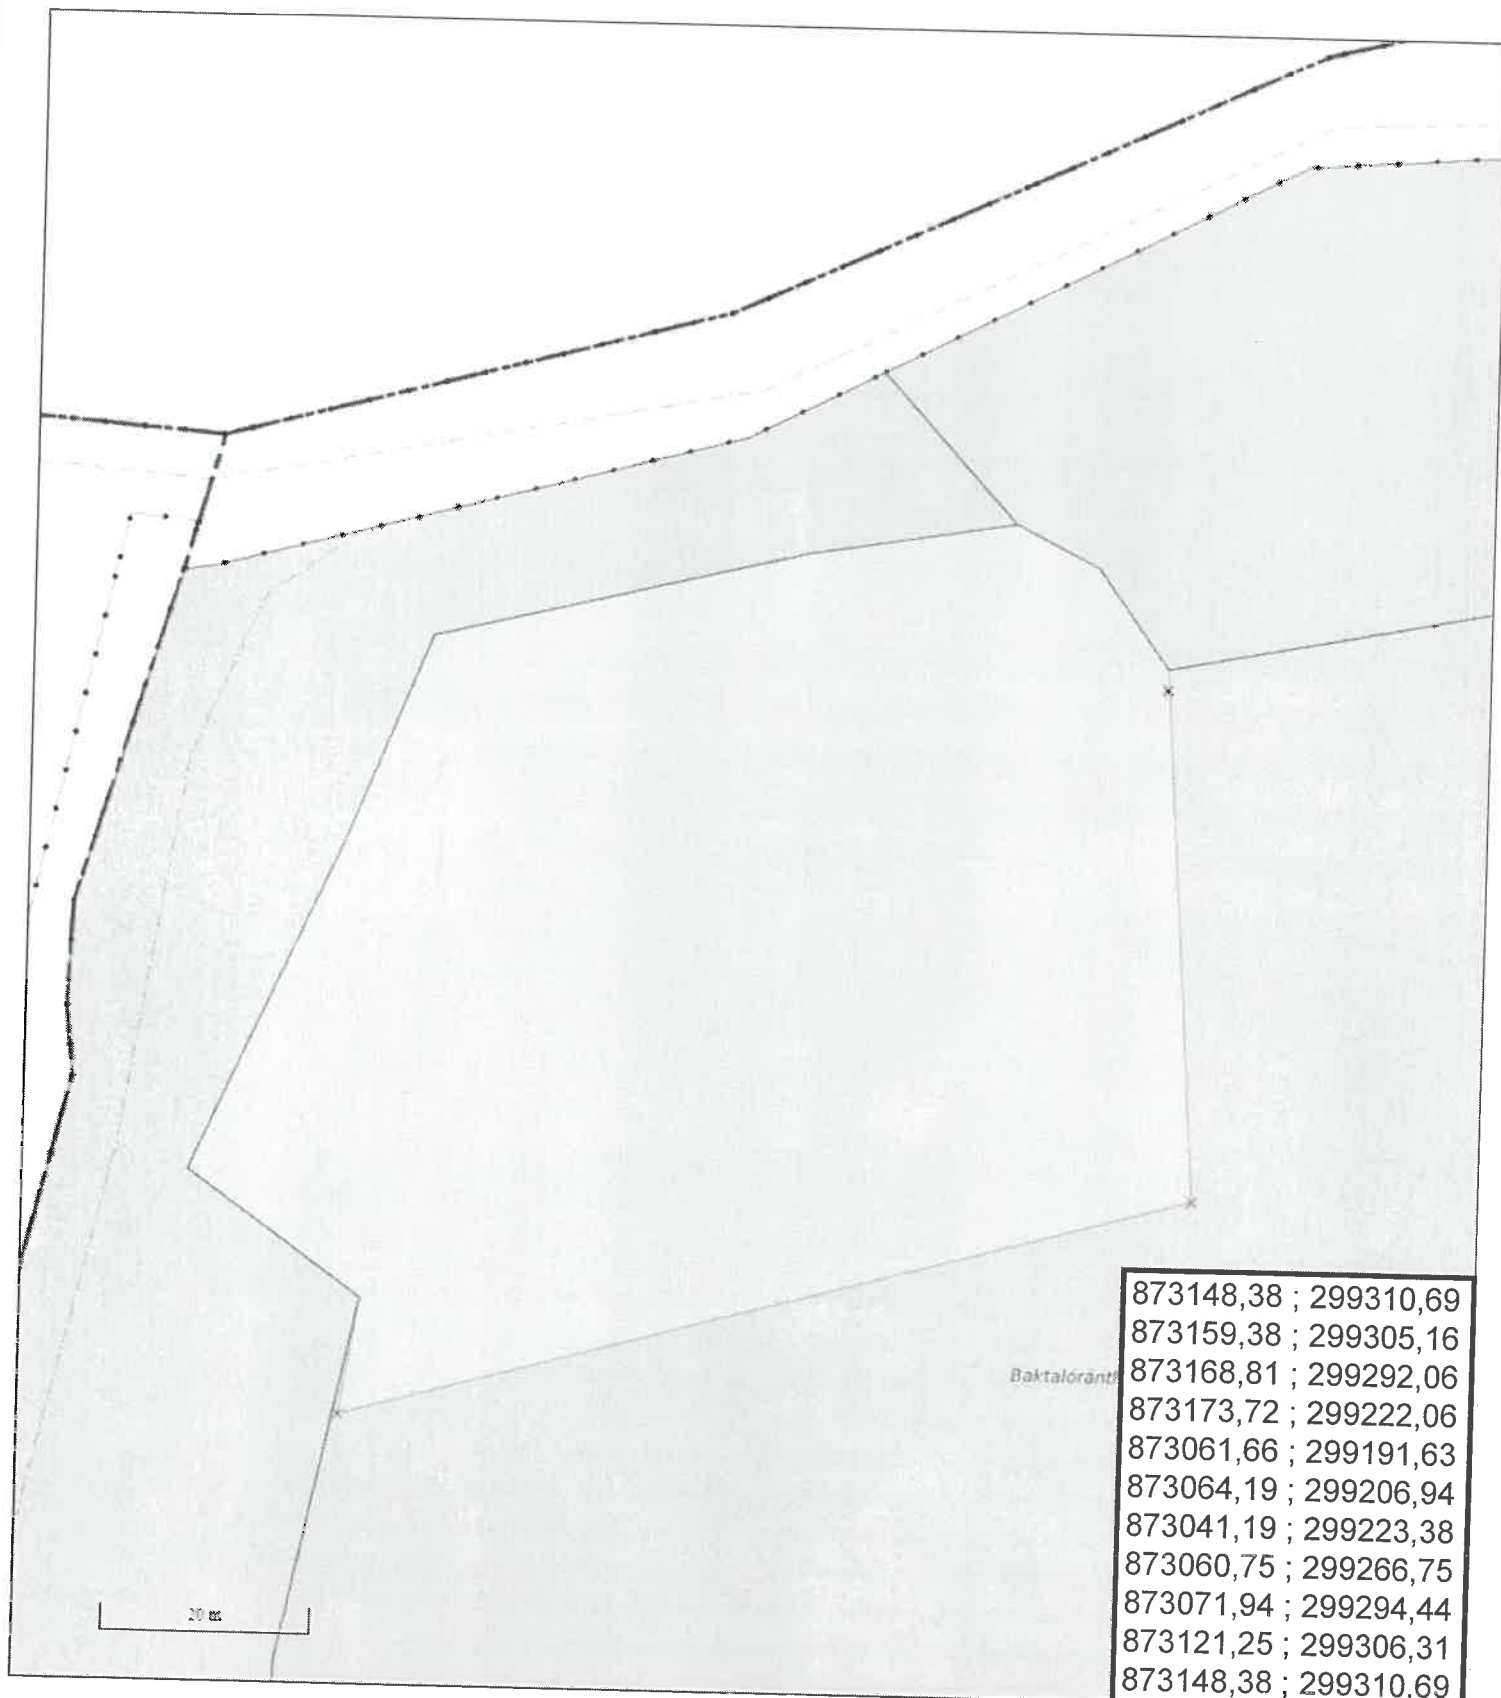 873148,38 ; 299310,69
873159,38 ; 299305,16
873168,81 ; 299292,06
Baktalóránth
873173,72 ; 299222,06
873061,66 ; 299191,63
873064,19 ; 299206,94
873041,19 ; 299223,38
873060,75 ; 299266,75
873071,94 ; 299294,44
20 m
873121,25 ; 299306,31
873148,38 ; 299310,69